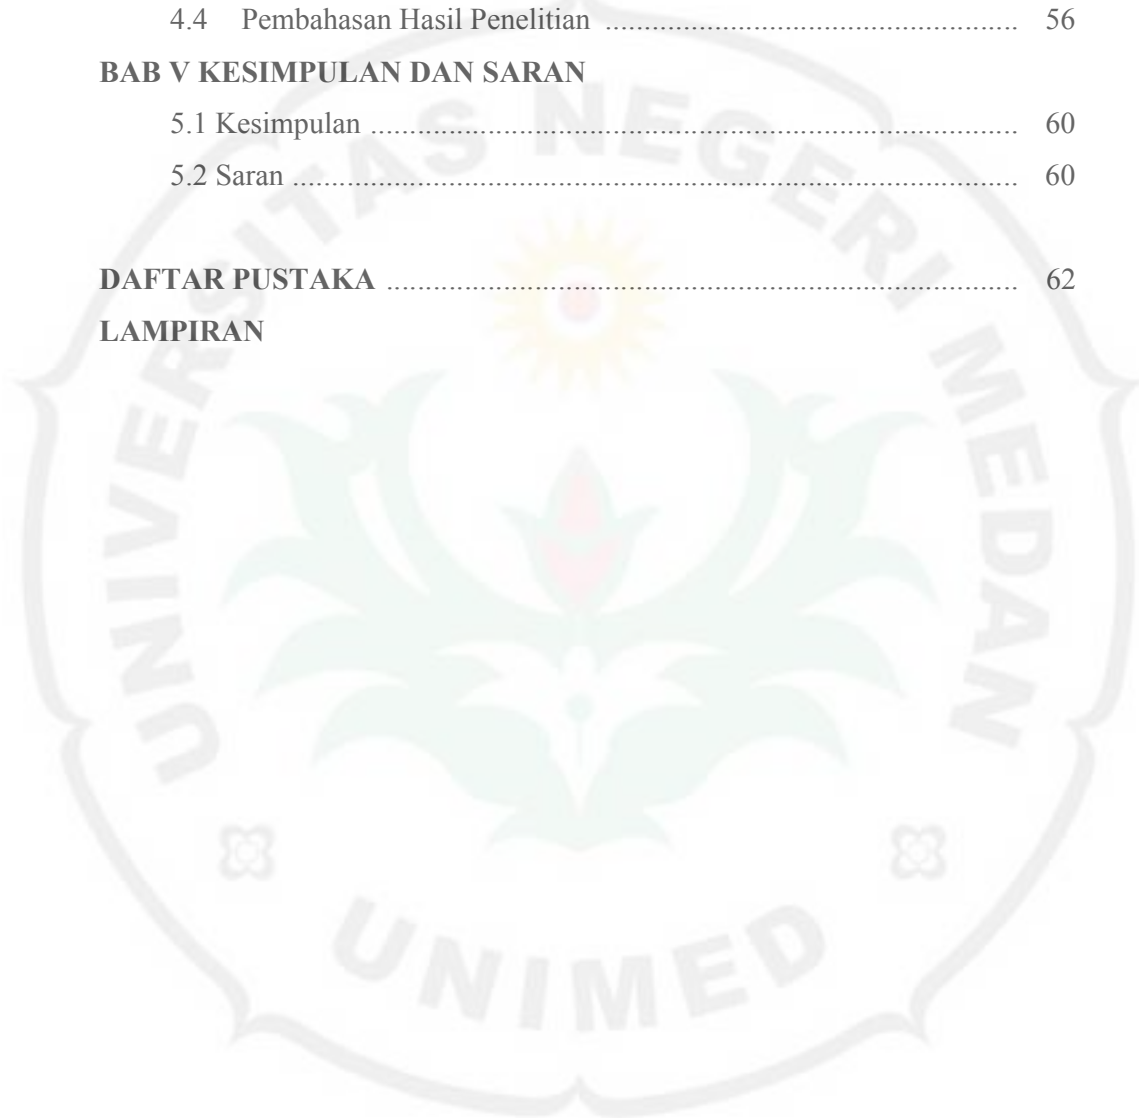 4.4 Pembahasan Hasil Penelitian ...................................................... 56
BAB V KESIMPULAN DAN SARAN
5.1 Kesimpulan .................................................................................... 60
5.2 Saran .............................................................................................. 60
DAFTAR PUSTAKA .................................................................................. 62
LAMPIRAN
UNIVERSITAS NEGERI MEDAN
UNIMED